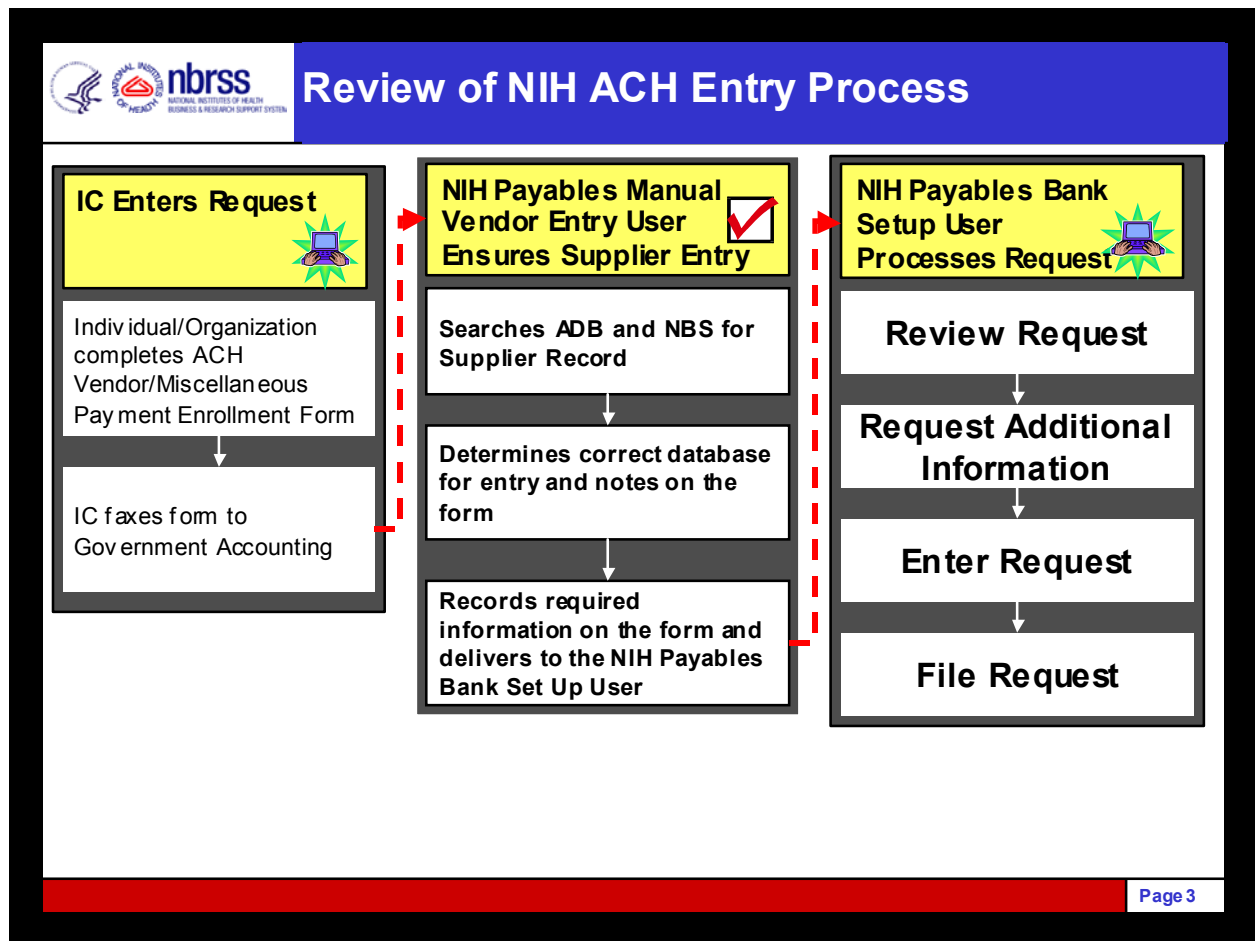 NATIONAL INSTITUTES
OF HEALTH
nbrss
NATIONAL INSTITUTES OF HEALTH
BUSINESS & RESEARCH SUPPORT SYSTEM
Review of NIH ACH Entry Process
IC Enters Request
Individual/Organization
completes ACH
Vendor/Miscellaneous
Payment Enrollment Form
IC faxes form to
Government Accounting
NIH Payables Manual
Vendor Entry User
Ensures Supplier Entry
Searches ADB and NBS for
Supplier Record
Determines correct database
for entry and notes on the
form
Records required
information on the form and
delivers to the NIH Payables
Bank Set Up User
NIH Payables Bank
Setup User
Processes Request
Review Request
Request Additional
Information
Enter Request
File Request
Page 3